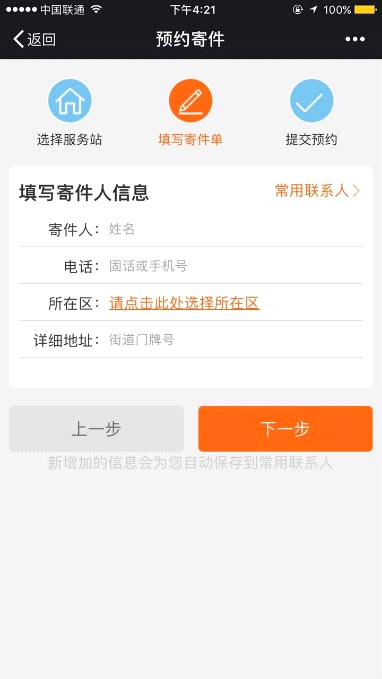 中国联通 下午4:21 100%
返回 预约寄件
选择服务站 填写寄件单 提交预约
填写寄件人信息 常用联系人
寄件人： 姓名
电话： 固话或手机号
所在区： 请点击此处选择所在区
详细地址： 街道门牌号
上一步 下一步
新增加的信息会为您自动保存到常用联系人